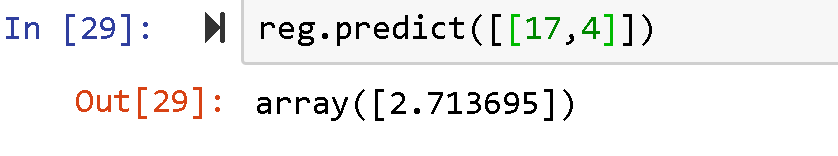 In [29]: reg.predict([[17,4]])
Out[29]: array([2.713695])